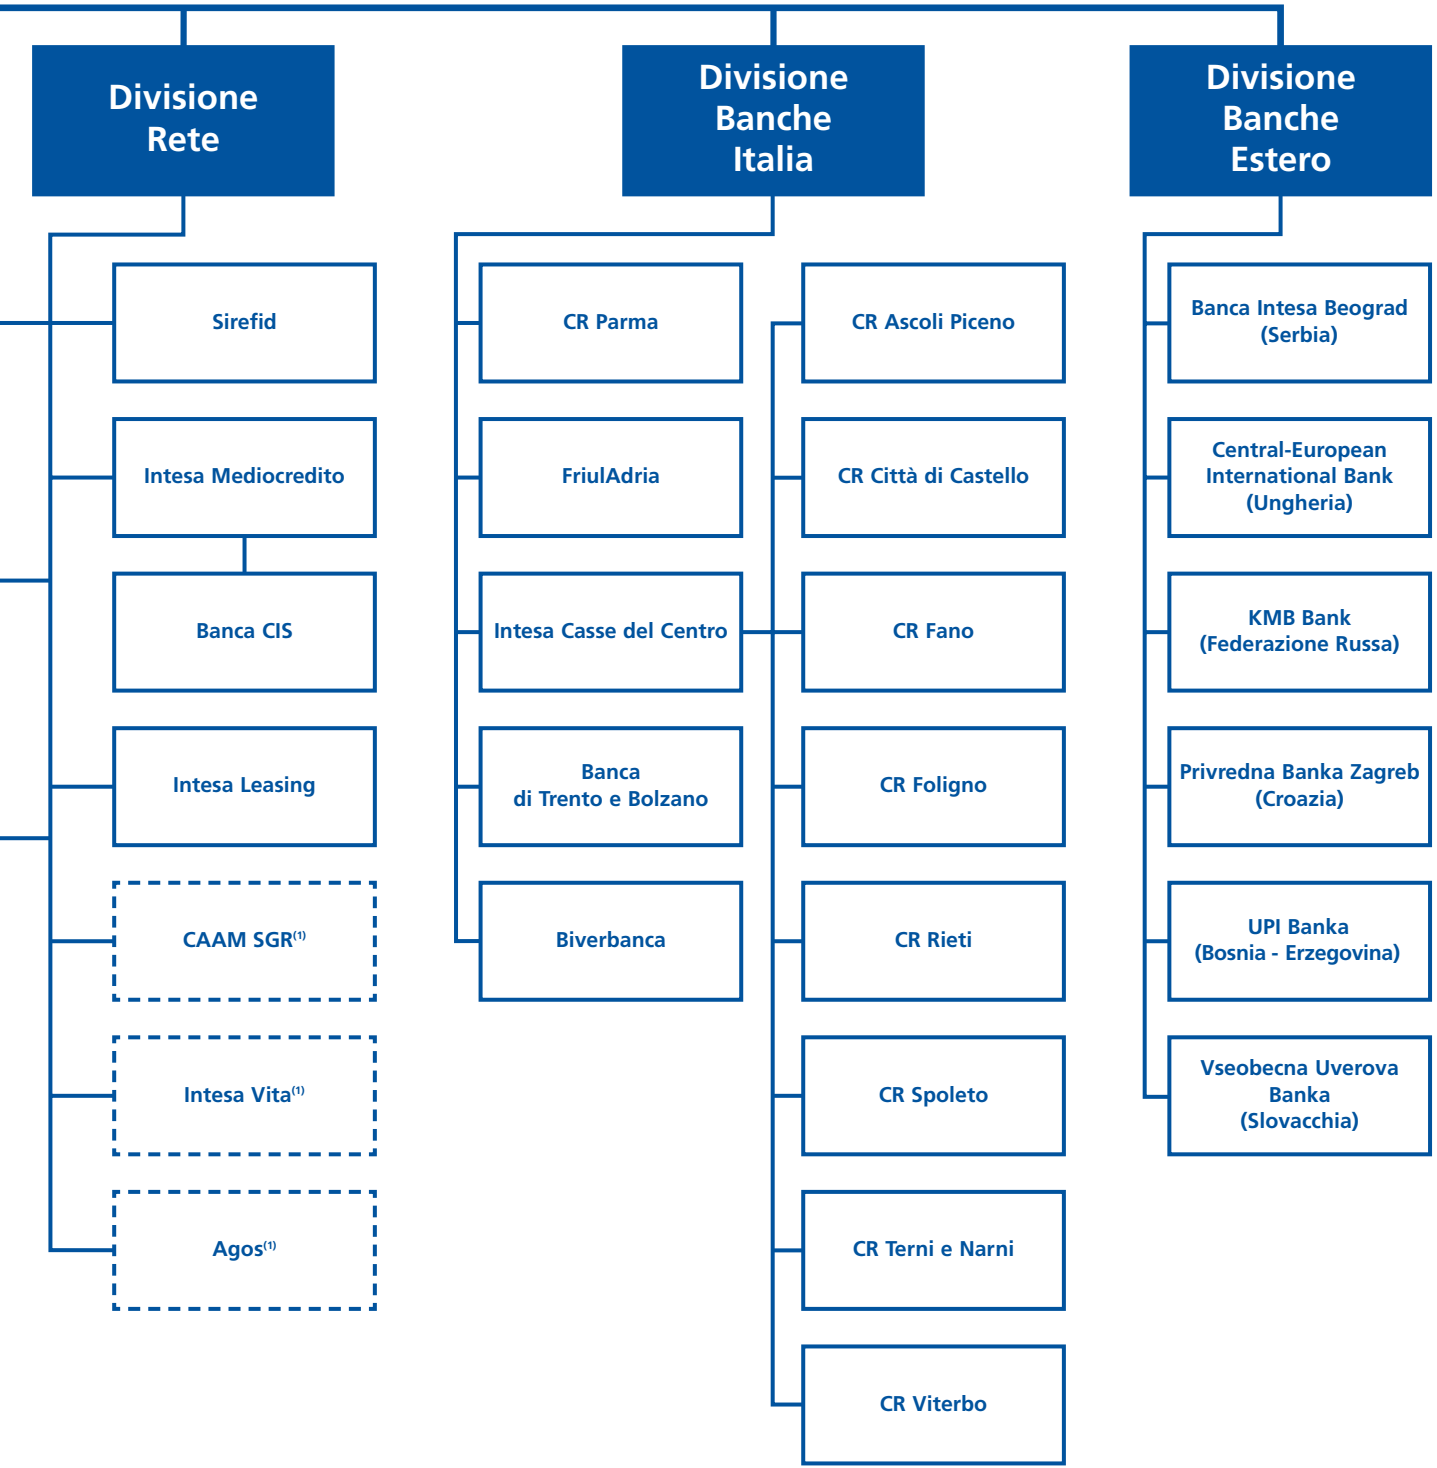 Divisione
Rete
Sirefid
Intesa Mediocredito
Banca CIS
Intesa Leasing
CAAM SGR(1)
Intesa Vita(1)
Agos(1)
Divisione
Banche
Italia
CR Parma
FriulAdria
Intesa Casse del Centro
Banca
di Trento e Bolzano
Biverbanca
CR Ascoli Piceno
CR Città di Castello
CR Fano
CR Foligno
CR Rieti
CR Spoleto
CR Terni e Narni
CR Viterbo
Divisione
Banche
Estero
Banca Intesa Beograd
(Serbia)
Central-European
International Bank
(Ungheria)
KMB Bank
(Federazione Russa)
Privredna Banka Zagreb
(Croazia)
UPI Banka
(Bosnia - Erzegovina)
Vseobecna Uverova
Banka
(Slovacchia)